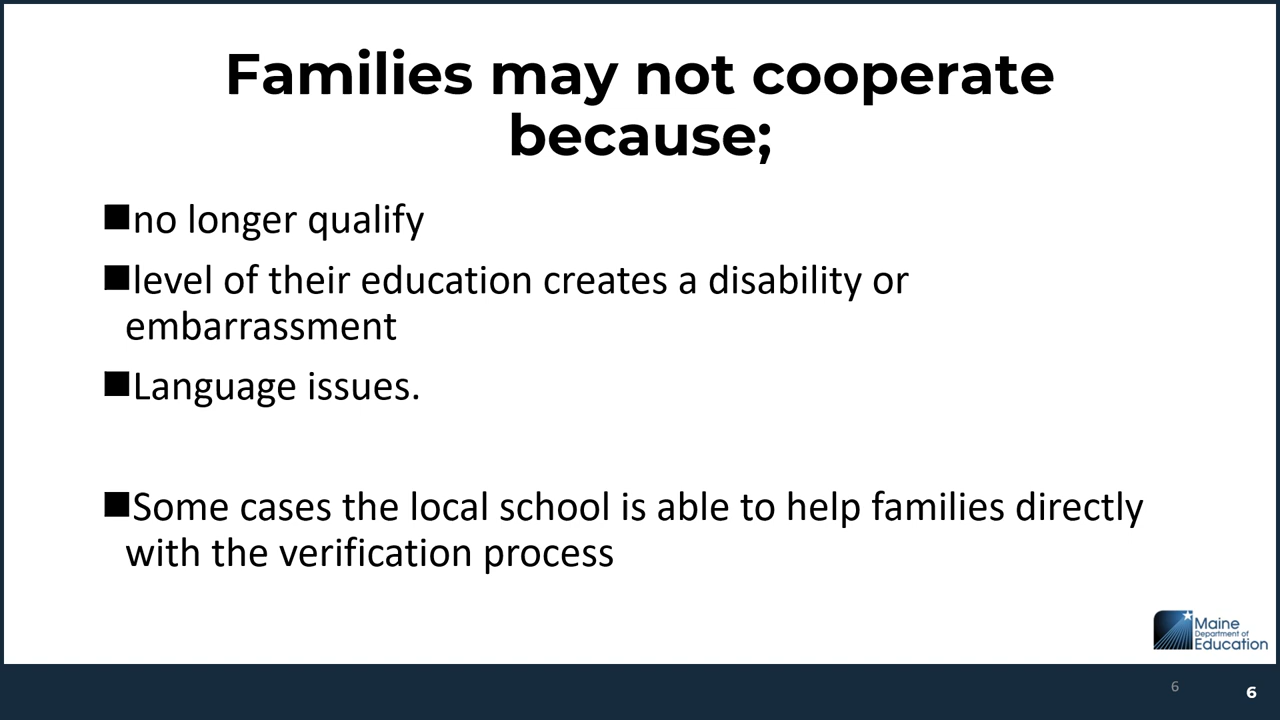 Families may not cooperate
because;
■no longer qualify
■level of their education creates a disability or
embarrassment
■Language issues.
■Some cases the local school is able to help families directly
with the verification process
Maine
Department of
Education
6
6